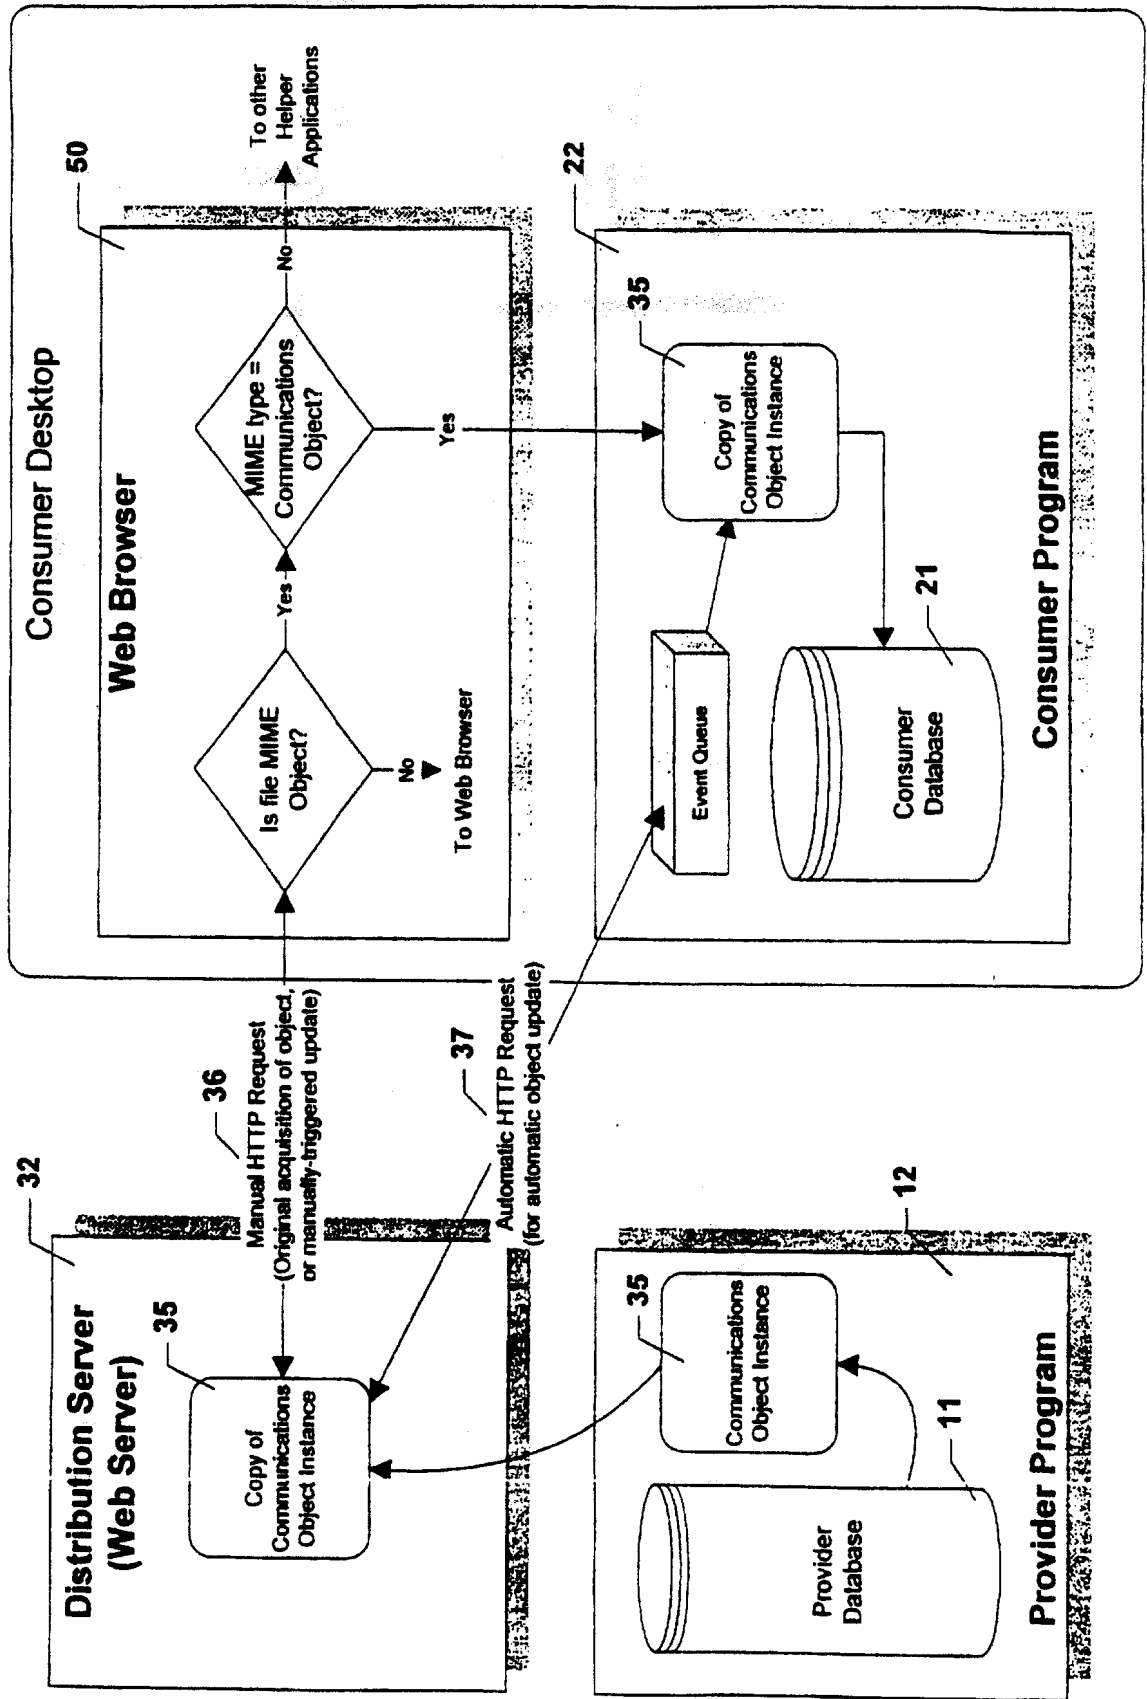 Consumer Desktop
Distribution Server
(Web Server)
32
35
Copy of
Communications
Object Instance
36
Manual HTTP Request
(Original acquisition of object,
or manually-triggered update)
37
Automatic HTTP Request
(for automatic object update)
Web Browser
50
Is file MIME
Object?
No
To Web Browser
Yes
MIME type =
Communications
Object?
No
To other
Helper
Applications
Yes
Provider Program
12
Provider
Database
11
35
Communications
Object Instance
Consumer Program
22
Event Queue
35
Copy of
Communications
Object Instance
Consumer
Database
21